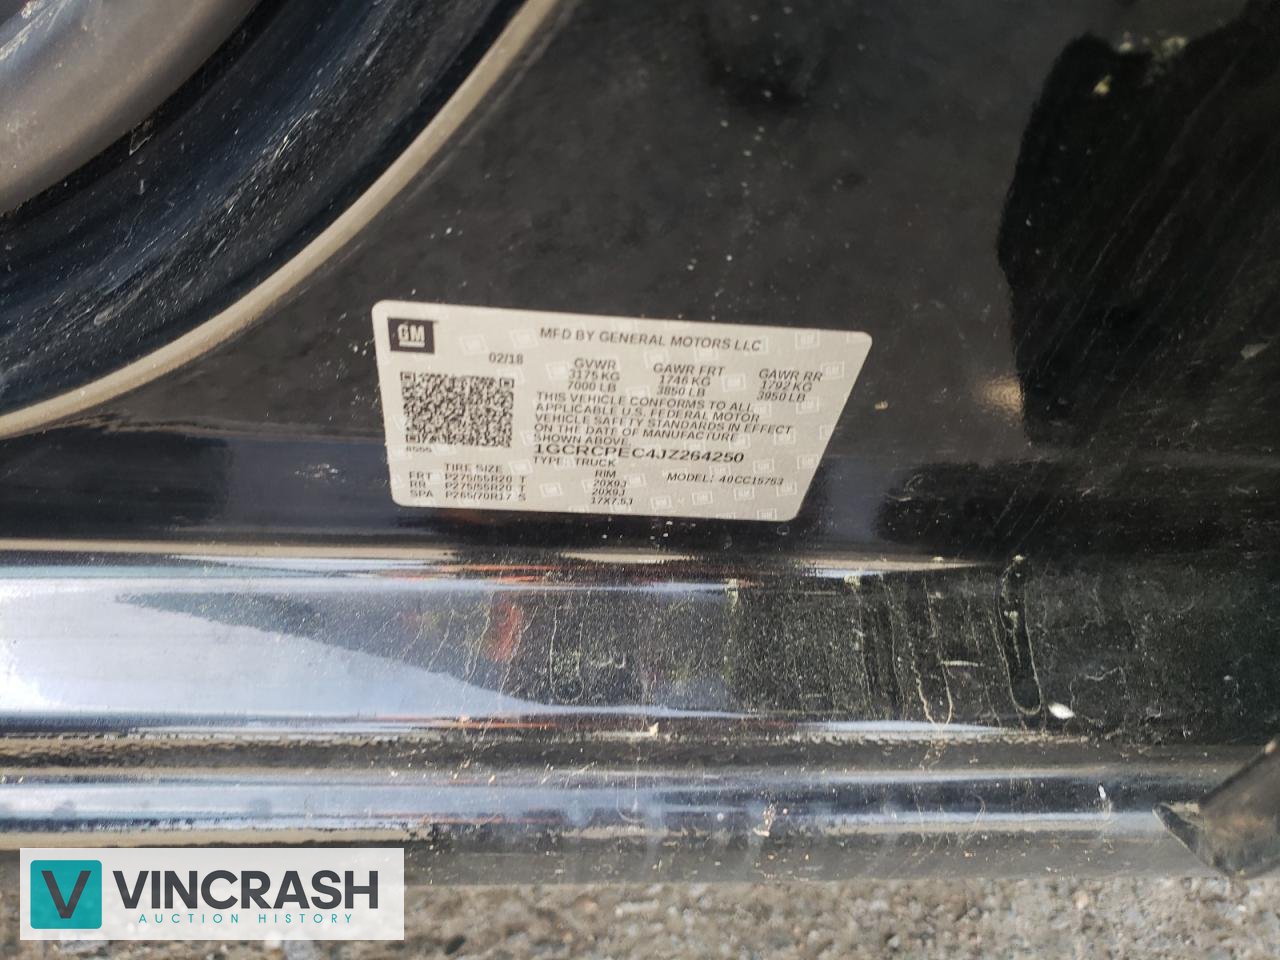 GM
MFD BY GENERAL MOTORS LLC
02/18
GVWR GAWR FRT GAWR RR
3175 KG 1746 KG 1792 KG
7000 LB 3850 LB 3950 LB
THIS VEHICLE CONFORMS TO ALL
APPLICABLE U.S. FEDERAL MOTOR
VEHICLE SAFETY STANDARDS IN EFFECT
ON THE DATE OF MANUFACTURE
SHOWN ABOVE.
1GCRCPEC4JZ264250
TYPE: TRUCK
TIRE SIZE RIM MODEL: 40CC15753
FRT P275/55R20 T 20X9J
RR P275/55R20 T 20X9J
SPA P265/70R17 S 17X7.5J
VINCRASH
AUCTION HISTORY